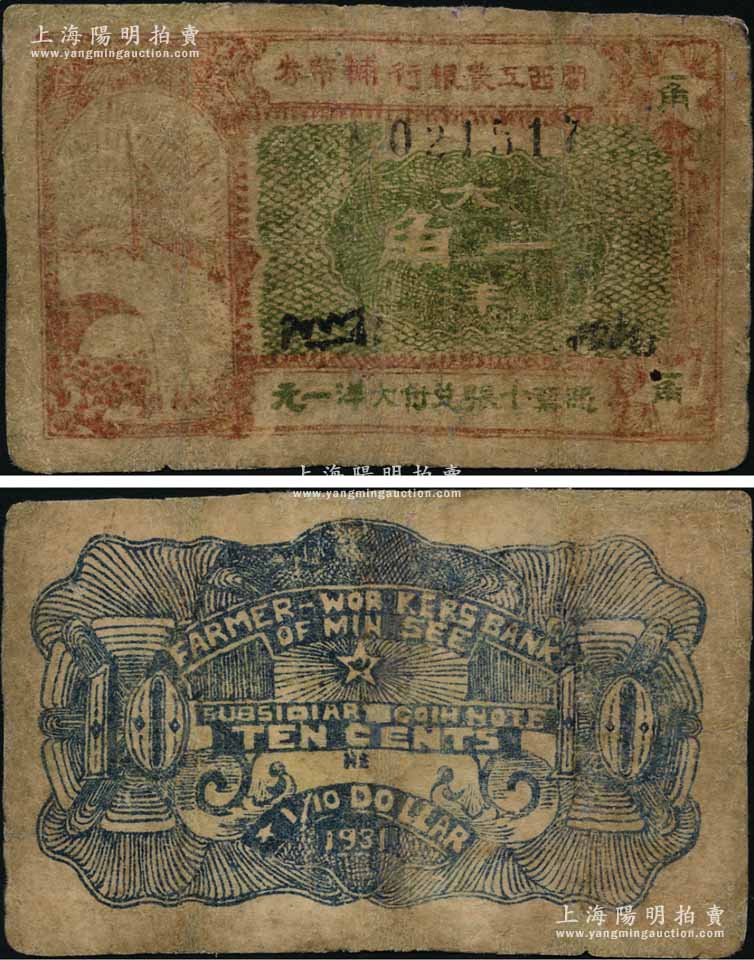 上海陽明拍賣
www.yangmingauction.com
閩西工農銀行輔幣券
一角
021517
大
一角
洋
一角
憑票十張兌付大洋一元
上海陽明拍賣
www.yangmingauction.com
FARMER-WORKERS BANK
OF MIN SEE
10
10
SUBSIDIARY COIN NOTE
TEN CENTS
1/10 DOLLAR
1931
上海陽明拍賣
www.yangmingauction.com